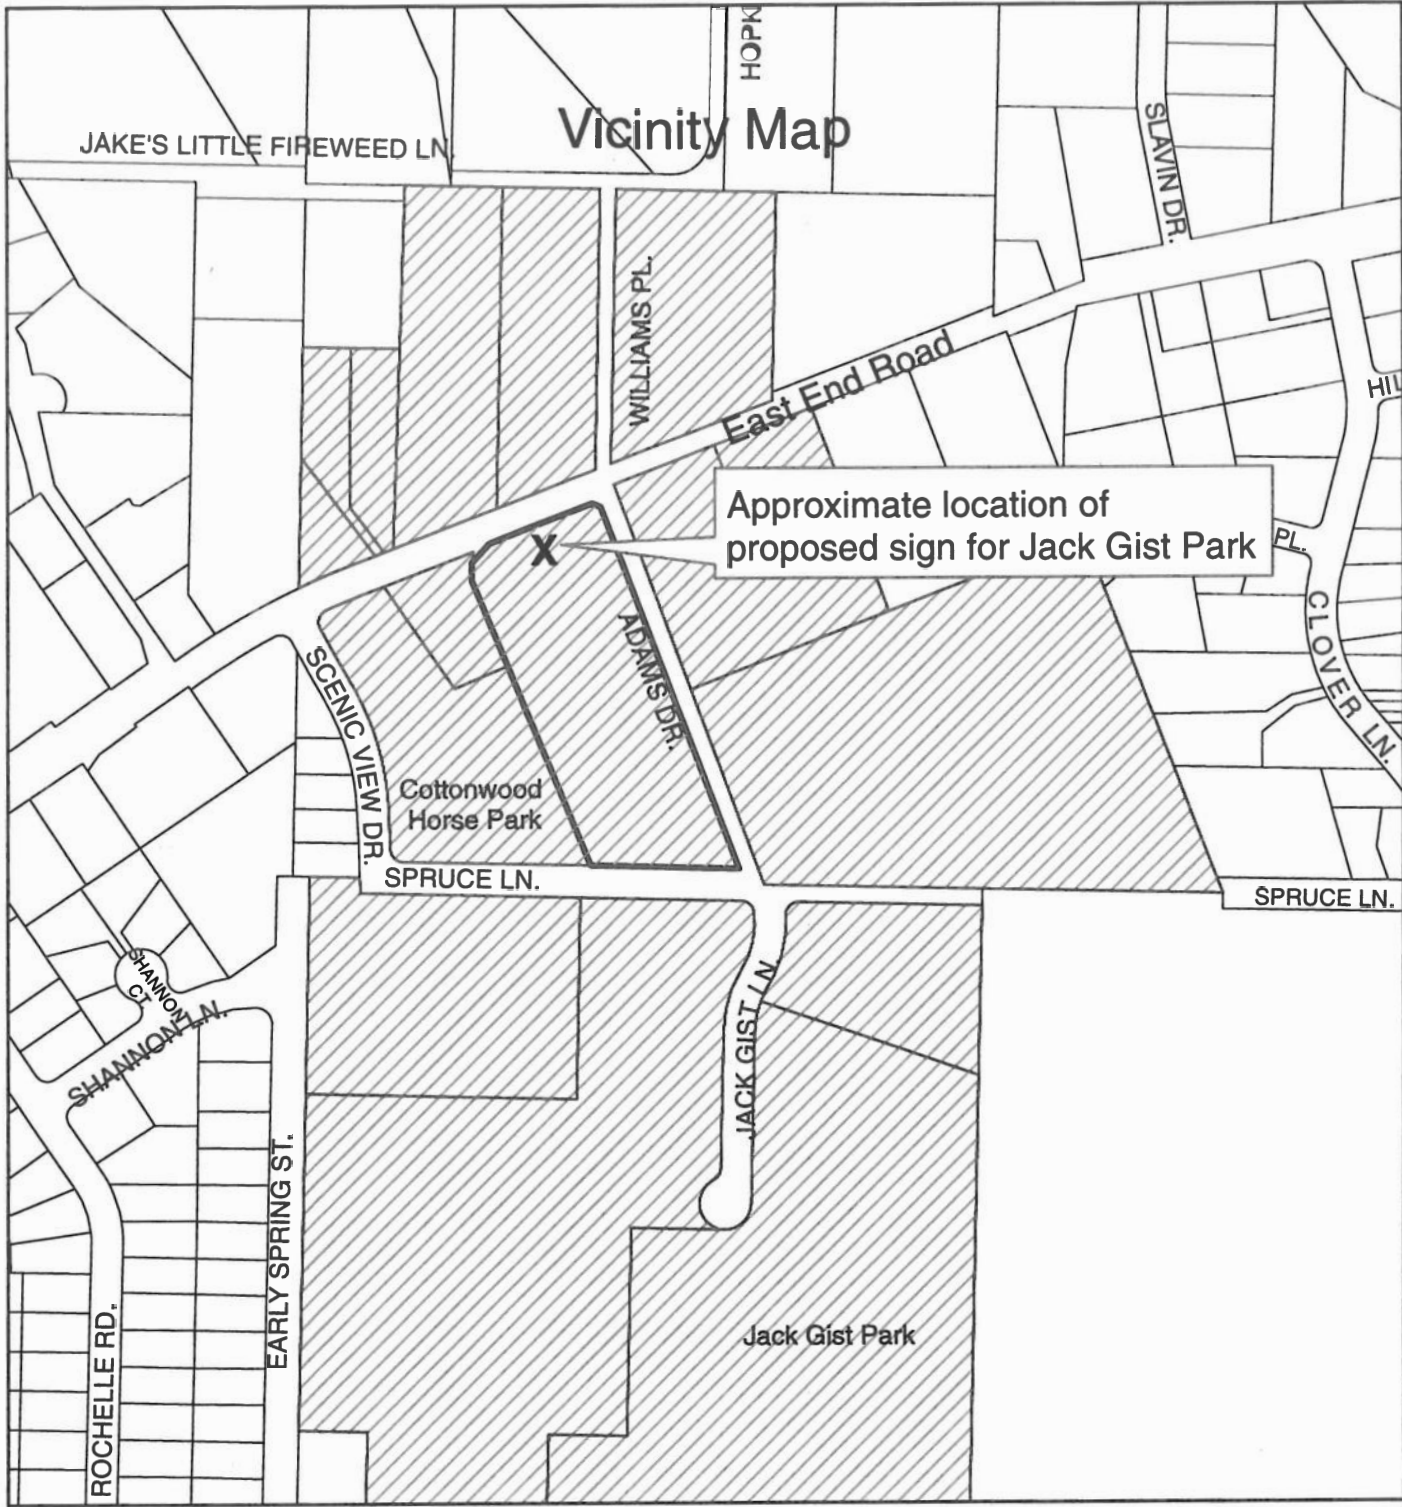 HOPK
Vicinity Map
JAKE'S LITTLE FIREWEED LN.
SLAVIN DR.
WILLIAMS PL.
East End Road
HIL
Approximate location of
proposed sign for Jack Gist Park
X
PL.
CLOVER LN.
ADAMS DR.
SCENIC VIEW DR.
Cottonwood
Horse Park
SPRUCE LN.
SPRUCE LN.
SHANNON
CT
SHANNON LN.
JACK GIST LN.
EARLY SPRING ST.
ROCHELLE RD.
Jack Gist Park